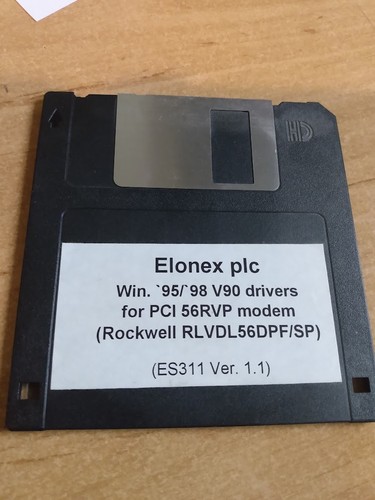 HD
Elonex plc
Win. `95/`98 V90 drivers
for PCI 56RVP modem
(Rockwell RLVDL56DPF/SP)
(ES311 Ver. 1.1)